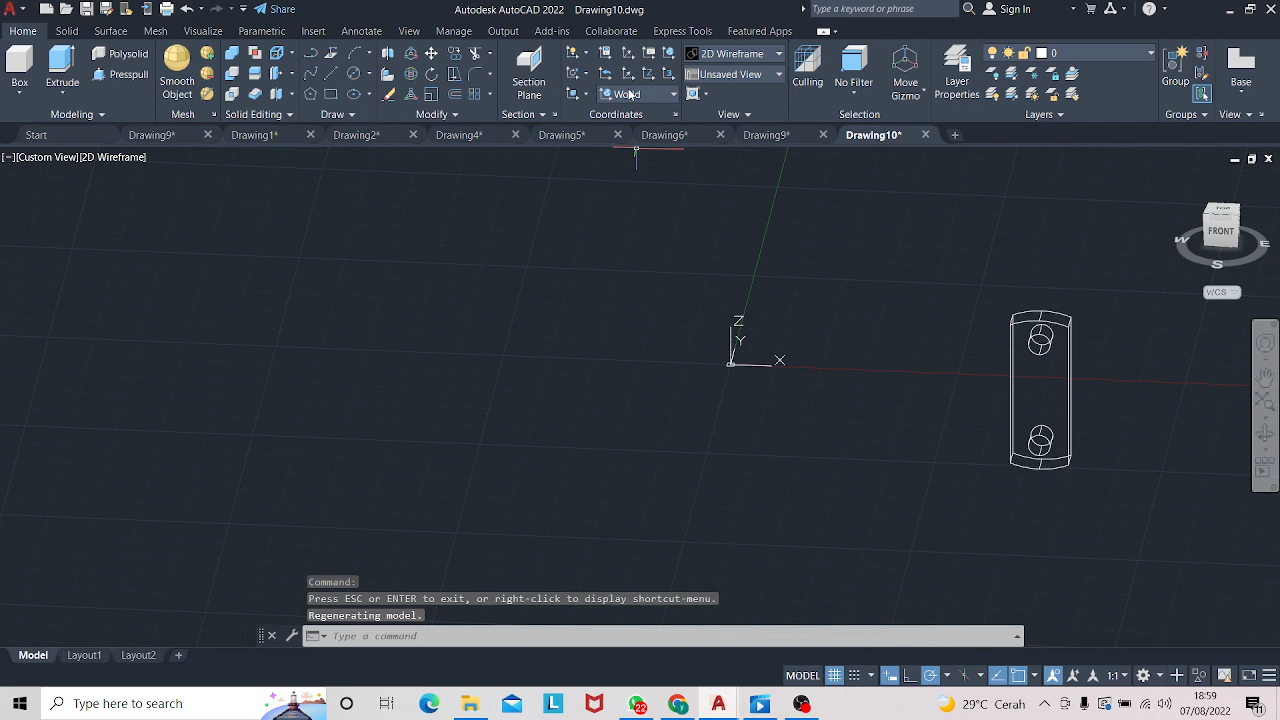 Share
Autodesk AutoCAD 2022 Drawing10.dwg
Type a keyword or phrase
Sign In
Home Solid Surface Mesh Visualize Parametric Insert Annotate View Manage Output Add-ins Collaborate Express Tools Featured Apps
Box
Extrude
Polysolid
Presspull
Smooth
Object
Section
Plane
World
2D Wireframe
Unsaved View
Culling
No Filter
Move
Gizmo
Layer
Properties
0
Group
Base
Modeling Mesh Solid Editing Draw Modify Section Coordinates View Selection Layers Groups View
Start Drawing9* Drawing1* Drawing2* Drawing4* Drawing5* Drawing6* Drawing9* Drawing10*
[−][Custom View][2D Wireframe]
TOP
FRONT
W
E
S
WCS
Z
Y
X
Command:
Press ESC or ENTER to exit, or right-click to display shortcut-menu.
Regenerating model.
Type a command
Model Layout1 Layout2
MODEL
1:1
Type here to search
L
22
A
29°C Cerah
18:59
07/08/2022